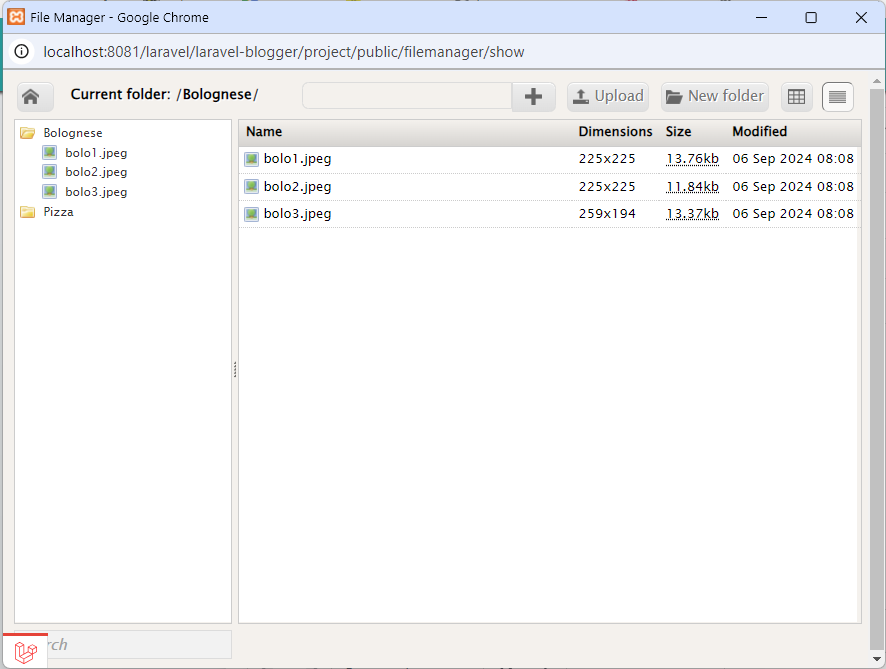 File Manager - Google Chrome
localhost:8081/laravel/laravel-blogger/project/public/filemanager/show
Current folder: /Bolognese/
Upload
New folder
Bolognese
bolo1.jpeg
bolo2.jpeg
bolo3.jpeg
Pizza
Name Dimensions Size Modified
bolo1.jpeg 225x225 13.76kb 06 Sep 2024 08:08
bolo2.jpeg 225x225 11.84kb 06 Sep 2024 08:08
bolo3.jpeg 259x194 13.37kb 06 Sep 2024 08:08